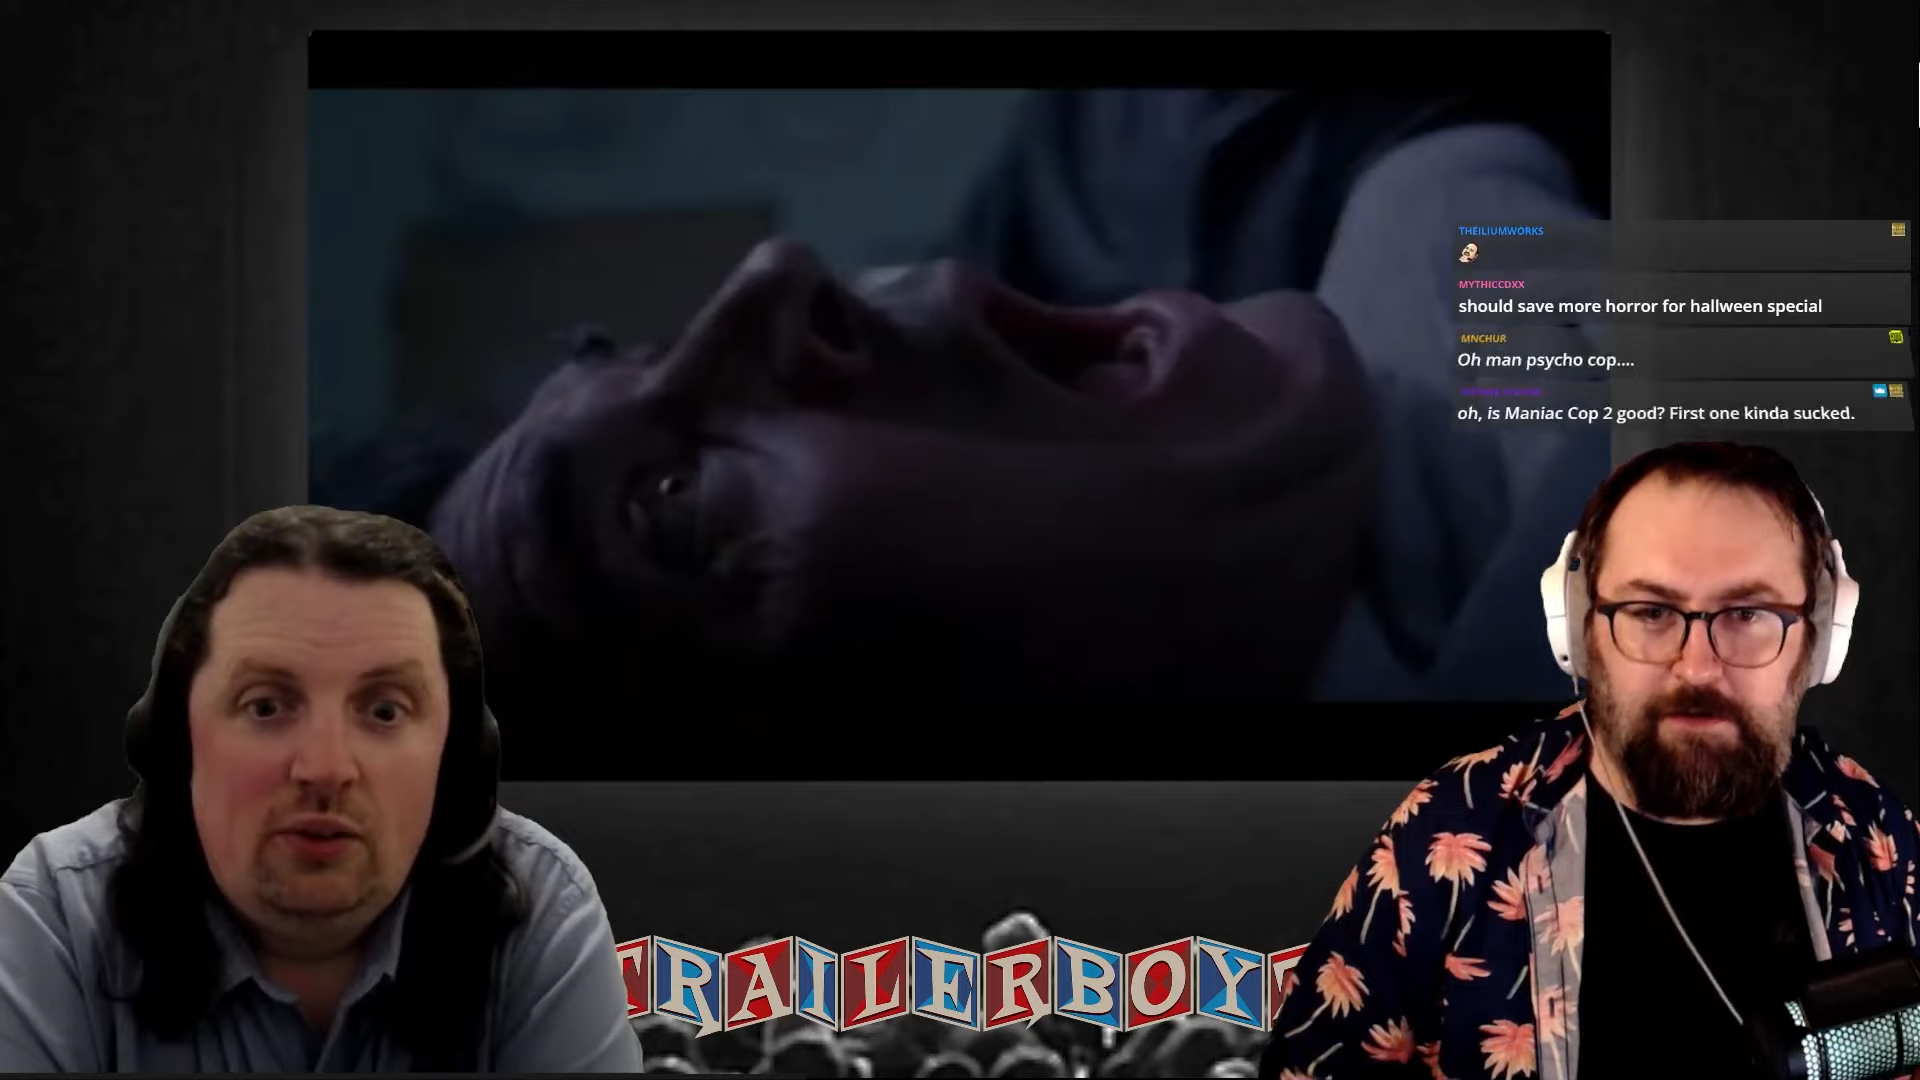 THEILIUMWORKS
MYTHICCDXX
should save more horror for hallween special
MNCHUR
Oh man psycho cop....
oh, is Maniac Cop 2 good? First one kinda sucked.
TRAILERBOYZ